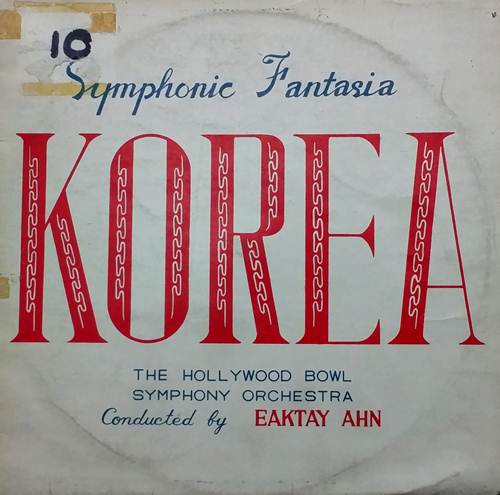 10
Symphonic Fantasia
KOREA
THE HOLLYWOOD BOWL
SYMPHONY ORCHESTRA
Conducted by EAKTAY AHN